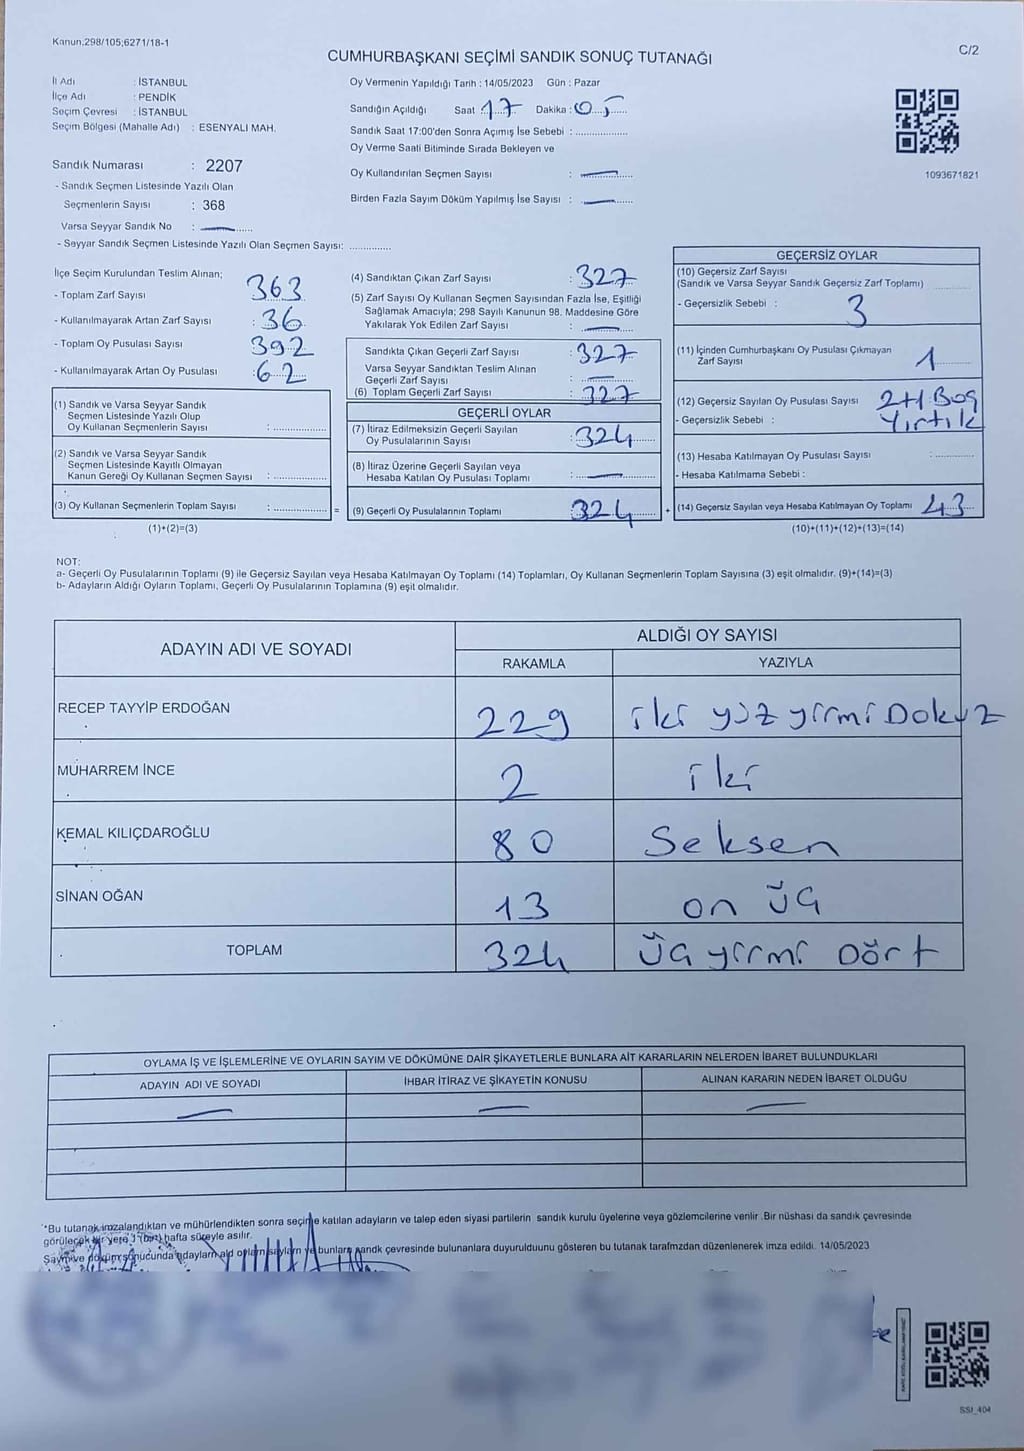 Kanun:298/105;6271/18-1
C/2
CUMHURBAŞKANI SEÇİMİ SANDIK SONUÇ TUTANAĞI
İl Adı : İSTANBUL
İlçe Adı : PENDİK
Seçim Çevresi : İSTANBUL
Seçim Bölgesi (Mahalle Adı) : ESENYALI MAH.
Oy Vermenin Yapıldığı Tarih : 14/05/2023 Gün : Pazar
Sandığın Açıldığı Saat : 17 Dakika : 05
Sandık Saat 17:00'den Sonra Açımış İse Sebebi :
Oy Verme Saati Bitiminde Sırada Bekleyen ve
Oy Kullandırılan Seçmen Sayısı :
Birden Fazla Sayım Döküm Yapılmış İse Sayısı :
1093671821
Sandık Numarası : 2207
- Sandık Seçmen Listesinde Yazılı Olan
Seçmenlerin Sayısı : 368
Varsa Seyyar Sandık No :
- Seyyar Sandık Seçmen Listesinde Yazılı Olan Seçmen Sayısı:
İlçe Seçim Kurulundan Teslim Alınan;
- Toplam Zarf Sayısı : 363
- Kullanılmayarak Artan Zarf Sayısı : 36
- Toplam Oy Pusulası Sayısı : 392
- Kullanılmayarak Artan Oy Pusulası : 62
(1) Sandık ve Varsa Seyyar Sandık
Seçmen Listesinde Yazılı Olup
Oy Kullanan Seçmenlerin Sayısı :
(2) Sandık ve Varsa Seyyar Sandık
Seçmen Listesinde Kayıtlı Olmayan
Kanun Gereği Oy Kullanan Seçmen Sayısı :
(3) Oy Kullanan Seçmenlerin Toplam Sayısı : =
(1)+(2)=(3)
(4) Sandıktan Çıkan Zarf Sayısı : 327
(5) Zarf Sayısı Oy Kullanan Seçmen Sayısından Fazla İse, Eşitliği
Sağlamak Amacıyla; 298 Sayılı Kanunun 98. Maddesine Göre
Yakılarak Yok Edilen Zarf Sayısı :
Sandıkta Çıkan Geçerli Zarf Sayısı : 327
Varsa Seyyar Sandıktan Teslim Alınan
Geçerli Zarf Sayısı :
(6) Toplam Geçerli Zarf Sayısı : 327
GEÇERLİ OYLAR
(7) İtiraz Edilmeksizin Geçerli Sayılan
Oy Pusulalarının Sayısı : 324
(8) İtiraz Üzerine Geçerli Sayılan veya
Hesaba Katılan Oy Pusulası Toplamı :
(9) Geçerli Oy Pusulalarının Toplamı 324 +
GEÇERSİZ OYLAR
(10) Geçersiz Zarf Sayısı
(Sandık ve Varsa Seyyar Sandık Geçersiz Zarf Toplamı)
- Geçersizlik Sebebi : 3
(11) İçinden Cumhurbaşkanı Oy Pusulası Çıkmayan
Zarf Sayısı 1
(12) Geçersiz Sayılan Oy Pusulası Sayısı 2+1 Boş
- Geçersizlik Sebebi : Yırtık
(13) Hesaba Katılmayan Oy Pusulası Sayısı :
- Hesaba Katılmama Sebebi :
(14) Geçersiz Sayılan veya Hesaba Katılmayan Oy Toplamı 43
(10)+(11)+(12)+(13)=(14)
NOT:
a- Geçerli Oy Pusulalarının Toplamı (9) ile Geçersiz Sayılan veya Hesaba Katılmayan Oy Toplamı (14) Toplamları, Oy Kullanan Seçmenlerin Toplam Sayısına (3) eşit olmalıdır. (9)+(14)=(3)
b- Adayların Aldığı Oyların Toplamı, Geçerli Oy Pusulalarının Toplamına (9) eşit olmalıdır.
ADAYIN ADI VE SOYADI ALDIĞI OY SAYISI
RAKAMLA YAZIYLA
RECEP TAYYİP ERDOĞAN 229 iki yüz yirmi Dokuz
MUHARREM İNCE 2 iki
KEMAL KILIÇDAROĞLU 80 Seksen
SİNAN OĞAN 13 on üç
TOPLAM 324 üç yirmi Dört
OYLAMA İŞ VE İŞLEMLERİNE VE OYLARIN SAYIM VE DÖKÜMÜNE DAİR ŞİKAYETLERLE BUNLARA AİT KARARLARIN NELERDEN İBARET BULUNDUKLARI
ADAYIN ADI VE SOYADI İHBAR İTİRAZ VE ŞİKAYETİN KONUSU ALINAN KARARIN NEDEN İBARET OLDUĞU
*Bu tutanak imzalandıktan ve mühürlendikten sonra seçime katılan adayların ve talep eden siyasi partilerin sandık kurulu üyelerine veya gözlemcilerine verilir .Bir nüshası da sandık çevresinde
görülecek bir yere 1 (bir) hafta süreyle asılır.
Sayım ve döküm sonucunda adayların ald oyların sayların ve bunların sandık çevresinde bulunanlara duyurulduunu gösteren bu tutanak tarafmzdan düzenlenerek imza edildi. 14/05/2023
SSI_404